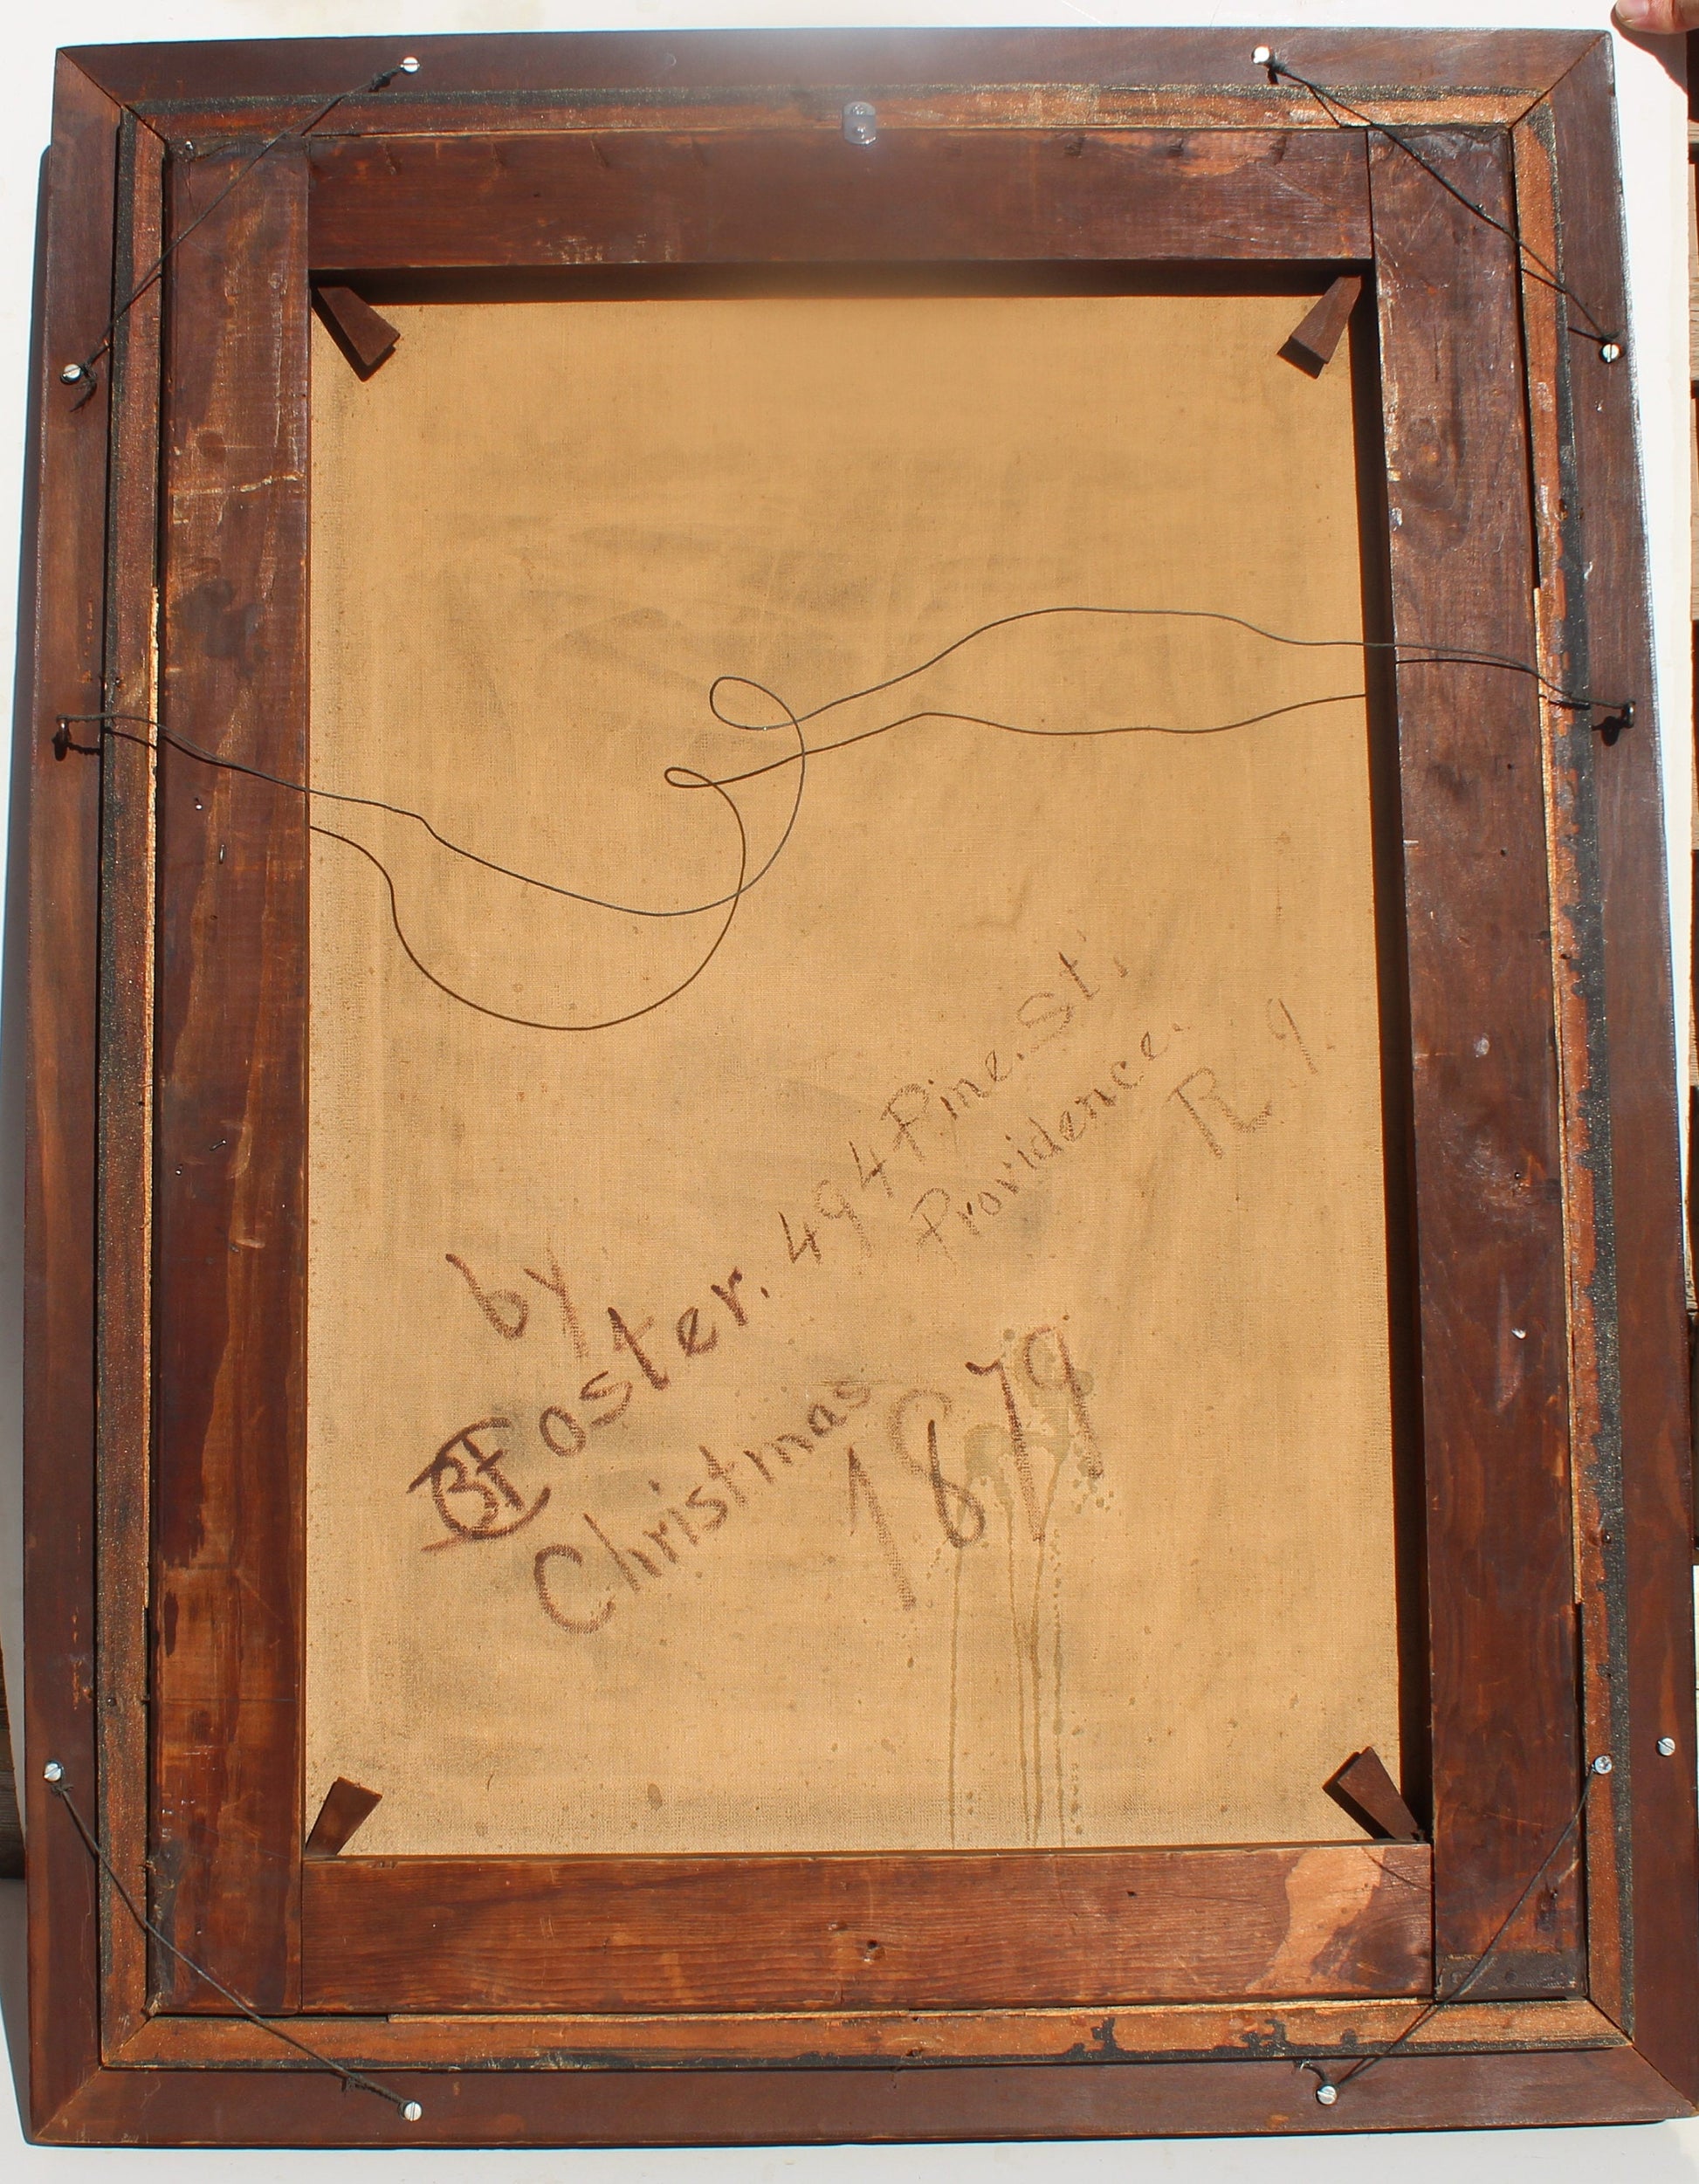 by
BFoster. 494 Pine. St.
Providence.
R I
Christmas
1879